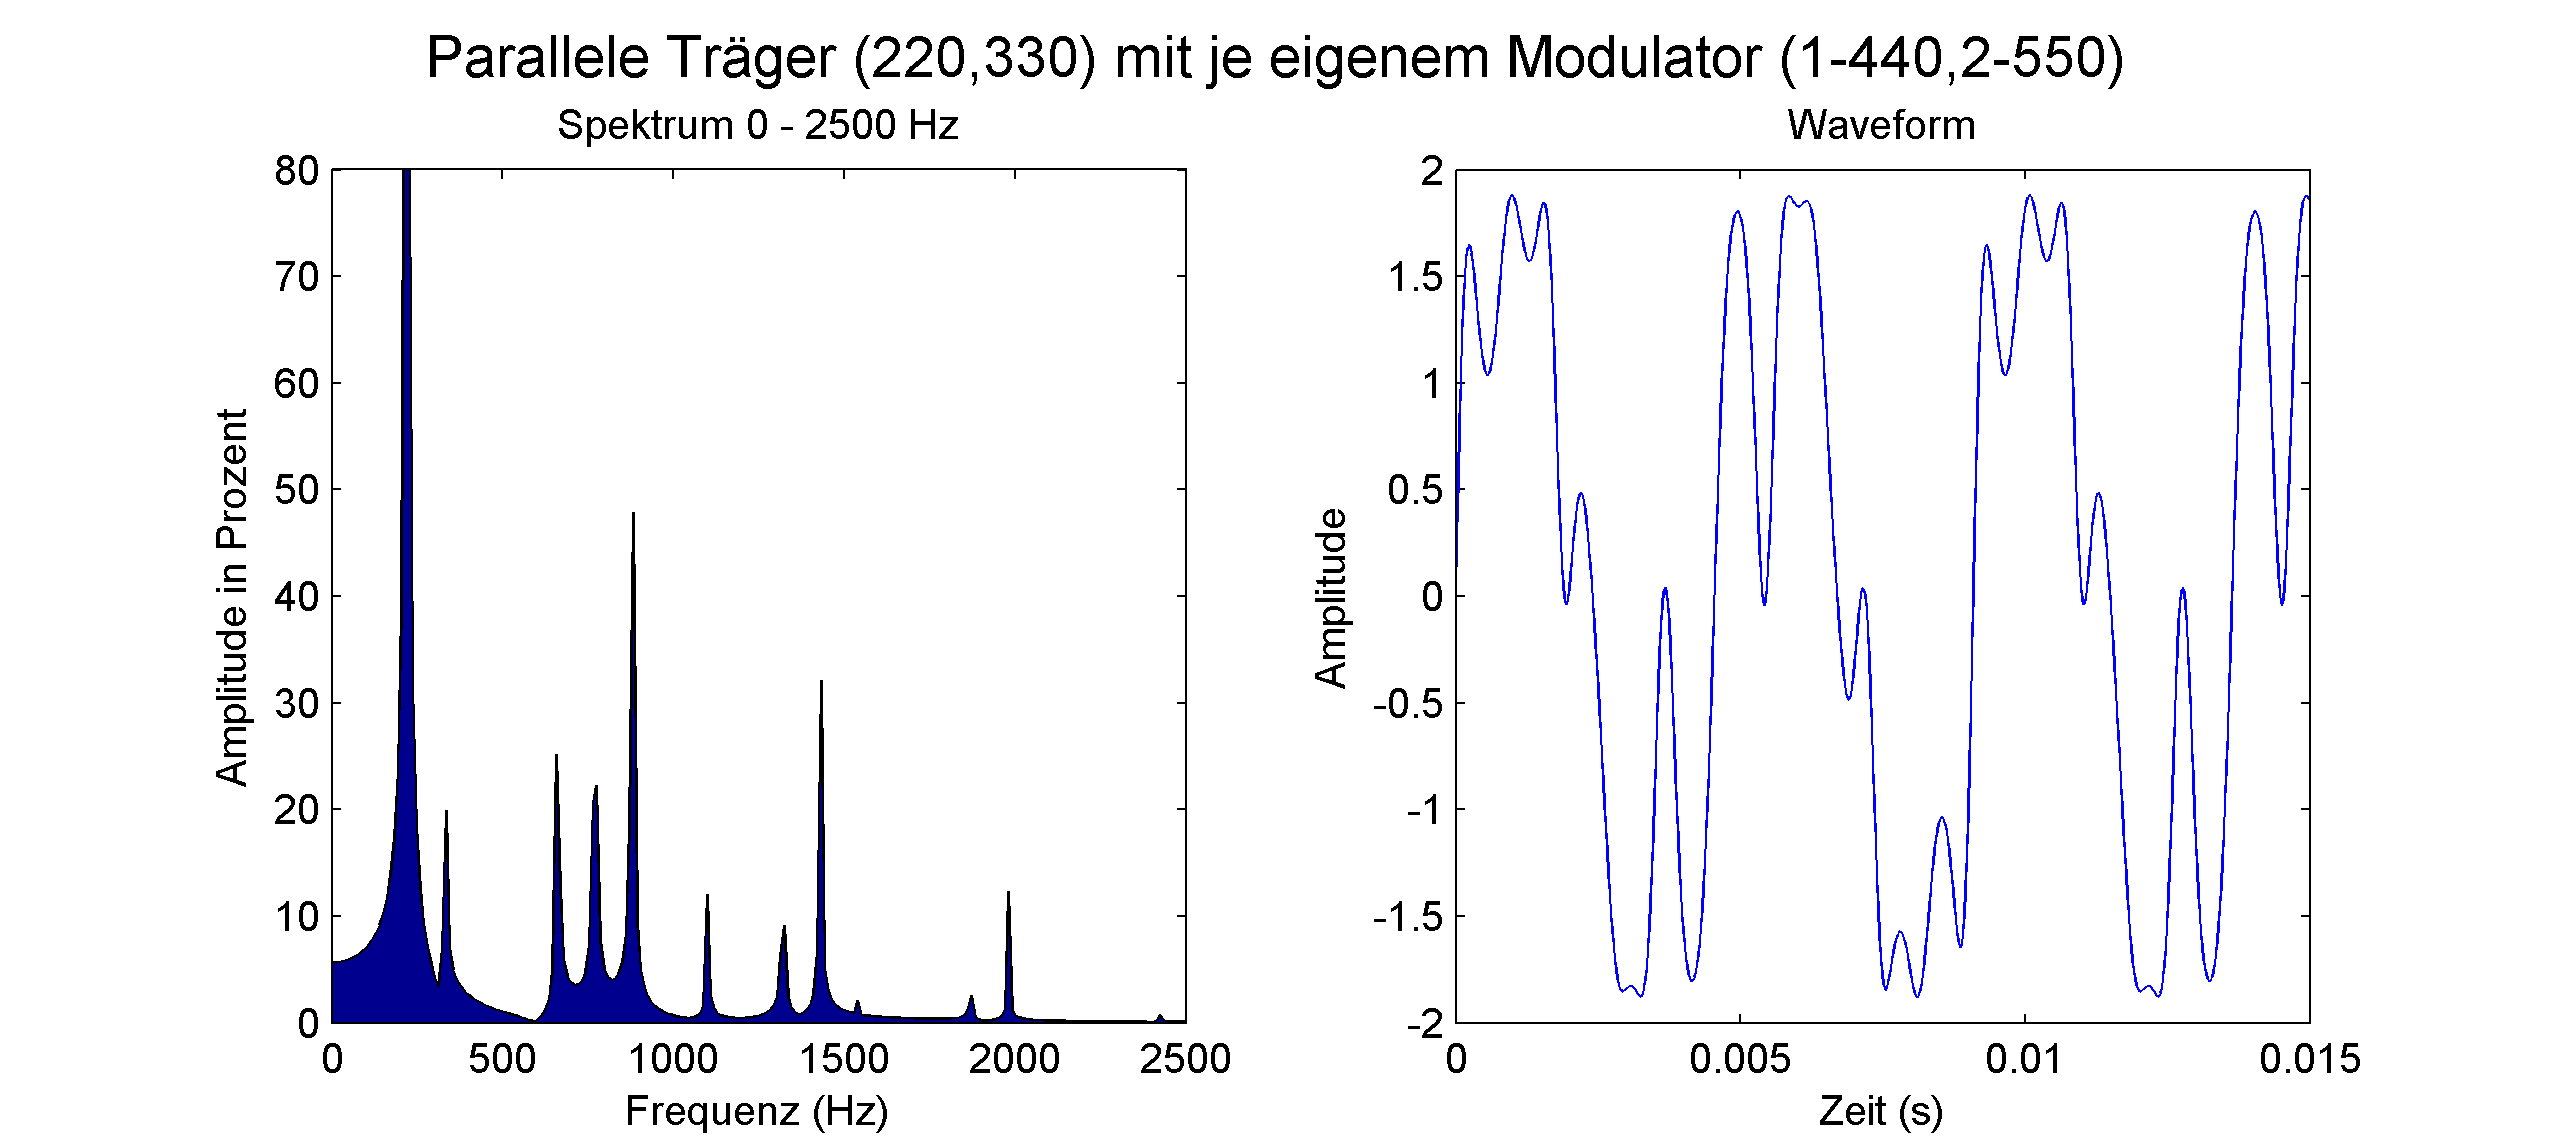 Parallele Träger (220,330) mit je eigenem Modulator (1-440,2-550)
Spektrum 0 - 2500 Hz
80
70
60
50
40
30
20
10
0
Amplitude in Prozent
0 500 1000 1500 2000 2500
Frequenz (Hz)
Waveform
2
1.5
1
0.5
0
-0.5
-1
-1.5
-2
Amplitude
0 0.005 0.01 0.015
Zeit (s)